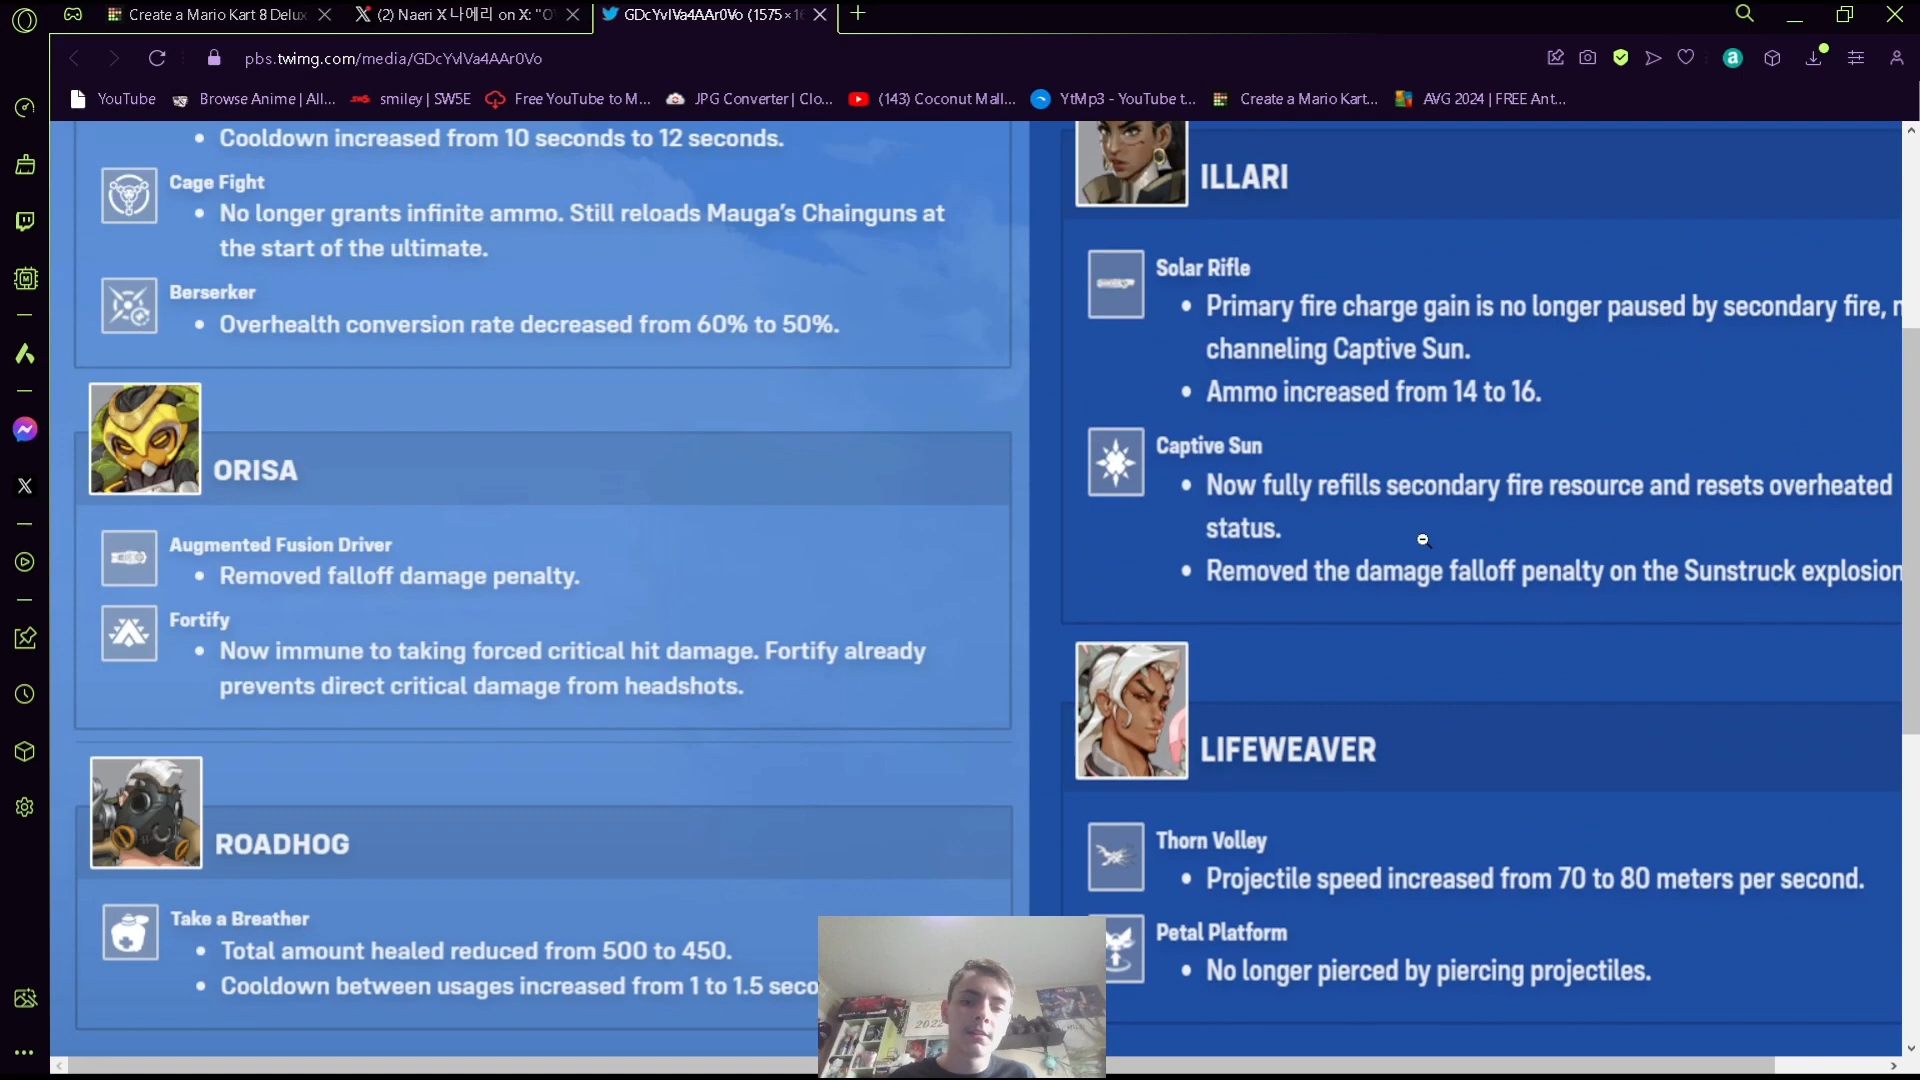 Create a Mario Kart 8 Delux
(2) Naeri X 나에리 on X: "O
GDcYvlVa4AAr0Vo (1575×1
pbs.twimg.com/media/GDcYvlVa4AAr0Vo
YouTube
Browse Anime | All...
smiley | SW5E
Free YouTube to M...
JPG Converter | Clo...
(143) Coconut Mall...
YtMp3 - YouTube t...
Create a Mario Kart...
AVG 2024 | FREE Ant...
• Cooldown increased from 10 seconds to 12 seconds.
Cage Fight
• No longer grants infinite ammo. Still reloads Mauga's Chainguns at
the start of the ultimate.
Berserker
• Overhealth conversion rate decreased from 60% to 50%.
ORISA
Augmented Fusion Driver
• Removed falloff damage penalty.
Fortify
• Now immune to taking forced critical hit damage. Fortify already
prevents direct critical damage from headshots.
ROADHOG
Take a Breather
• Total amount healed reduced from 500 to 450.
• Cooldown between usages increased from 1 to 1.5 seco
ILLARI
Solar Rifle
• Primary fire charge gain is no longer paused by secondary fire,
channeling Captive Sun.
• Ammo increased from 14 to 16.
Captive Sun
• Now fully refills secondary fire resource and resets overheated
status.
• Removed the damage falloff penalty on the Sunstruck explosion
LIFEWEAVER
Thorn Volley
• Projectile speed increased from 70 to 80 meters per second.
Petal Platform
• No longer pierced by piercing projectiles.
2022